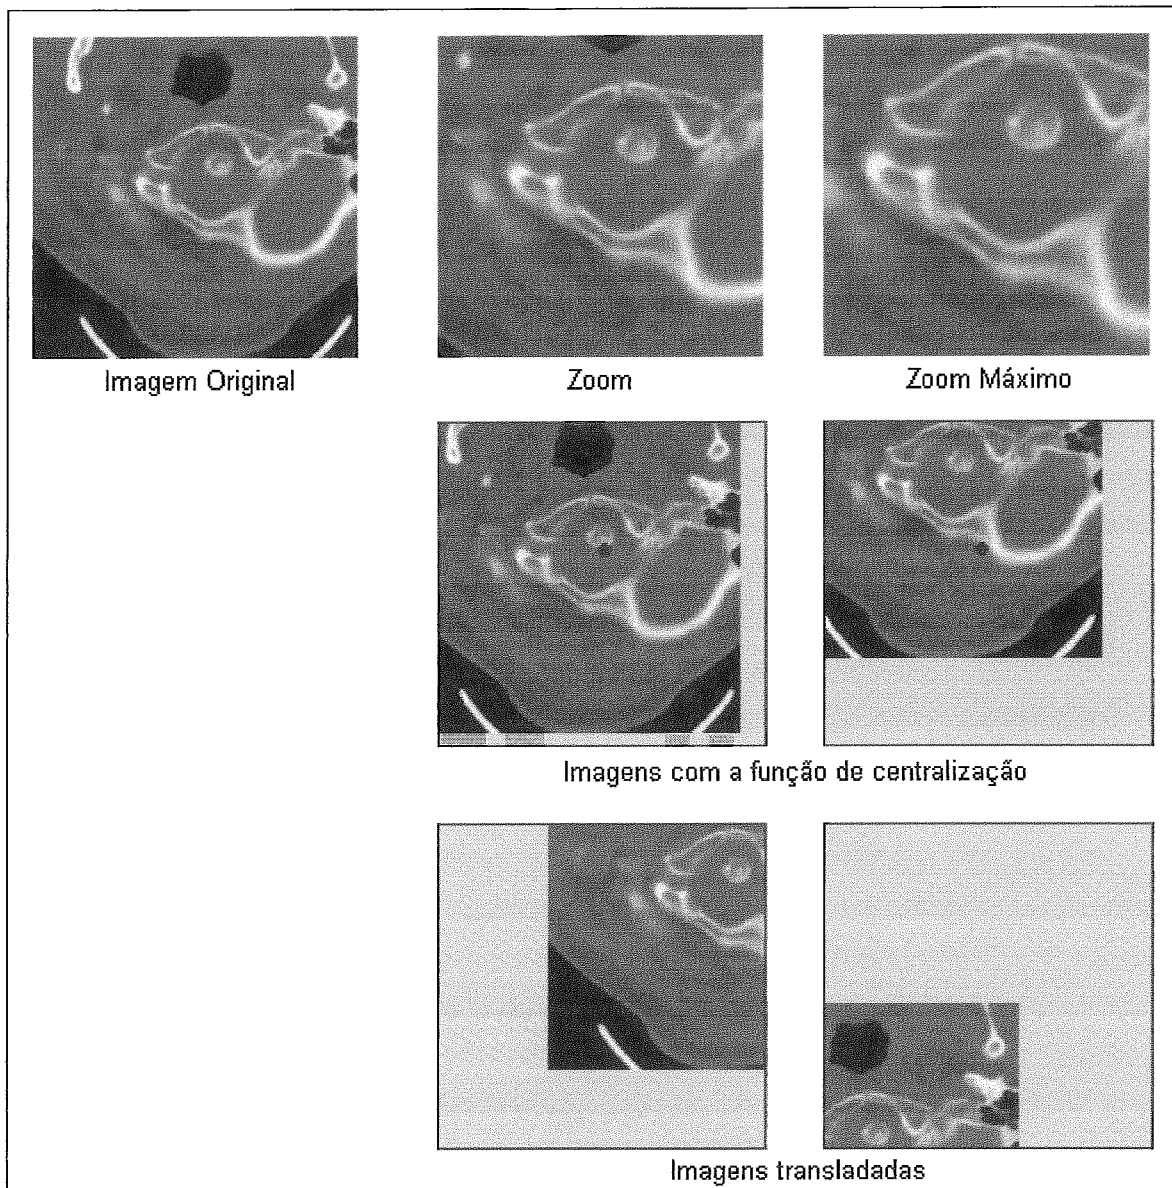 Imagem Original
Zoom
Zoom Máximo
Imagens com a função de centralização
Imagens transladadas